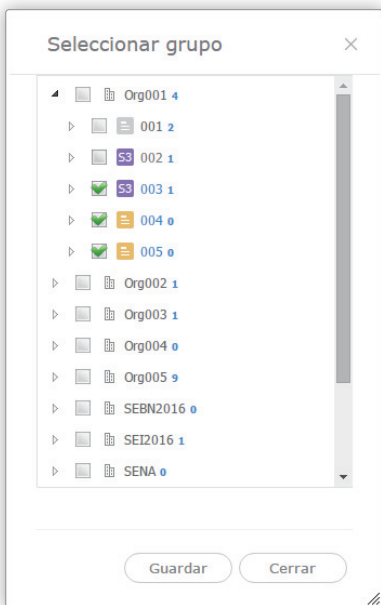 Seleccionar grupo
Org001 4
001 2
S3 002 1
S3 003 1
004 0
005 0
Org002 1
Org003 1
Org004 0
Org005 9
SEBN2016 0
SEI2016 1
SENA 0
Guardar Cerrar